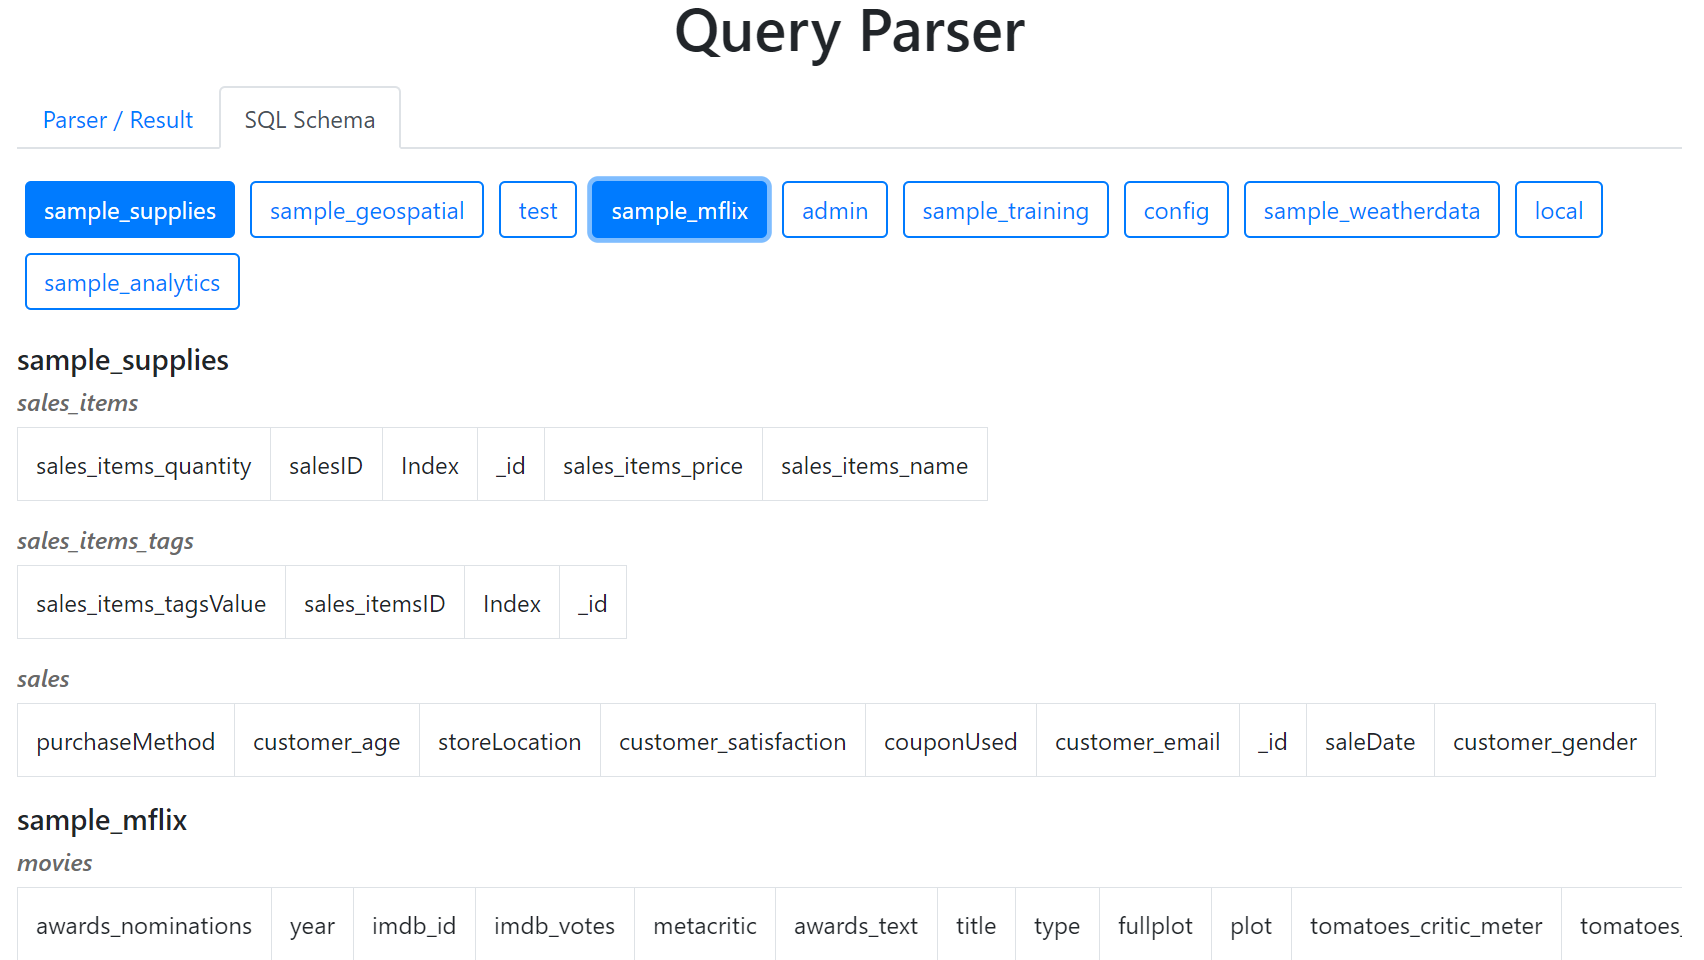 Query Parser
Parser / Result SQL Schema
sample_supplies sample_geospatial test sample_mflix admin sample_training config sample_weatherdata local
sample_analytics
sample_supplies
sales_items
sales_items_quantity salesID Index _id sales_items_price sales_items_name
sales_items_tags
sales_items_tagsValue sales_itemsID Index _id
sales
purchaseMethod customer_age storeLocation customer_satisfaction couponUsed customer_email _id saleDate customer_gender
sample_mflix
movies
awards_nominations year imdb_id imdb_votes metacritic awards_text title type fullplot plot tomatoes_critic_meter tomatoes_